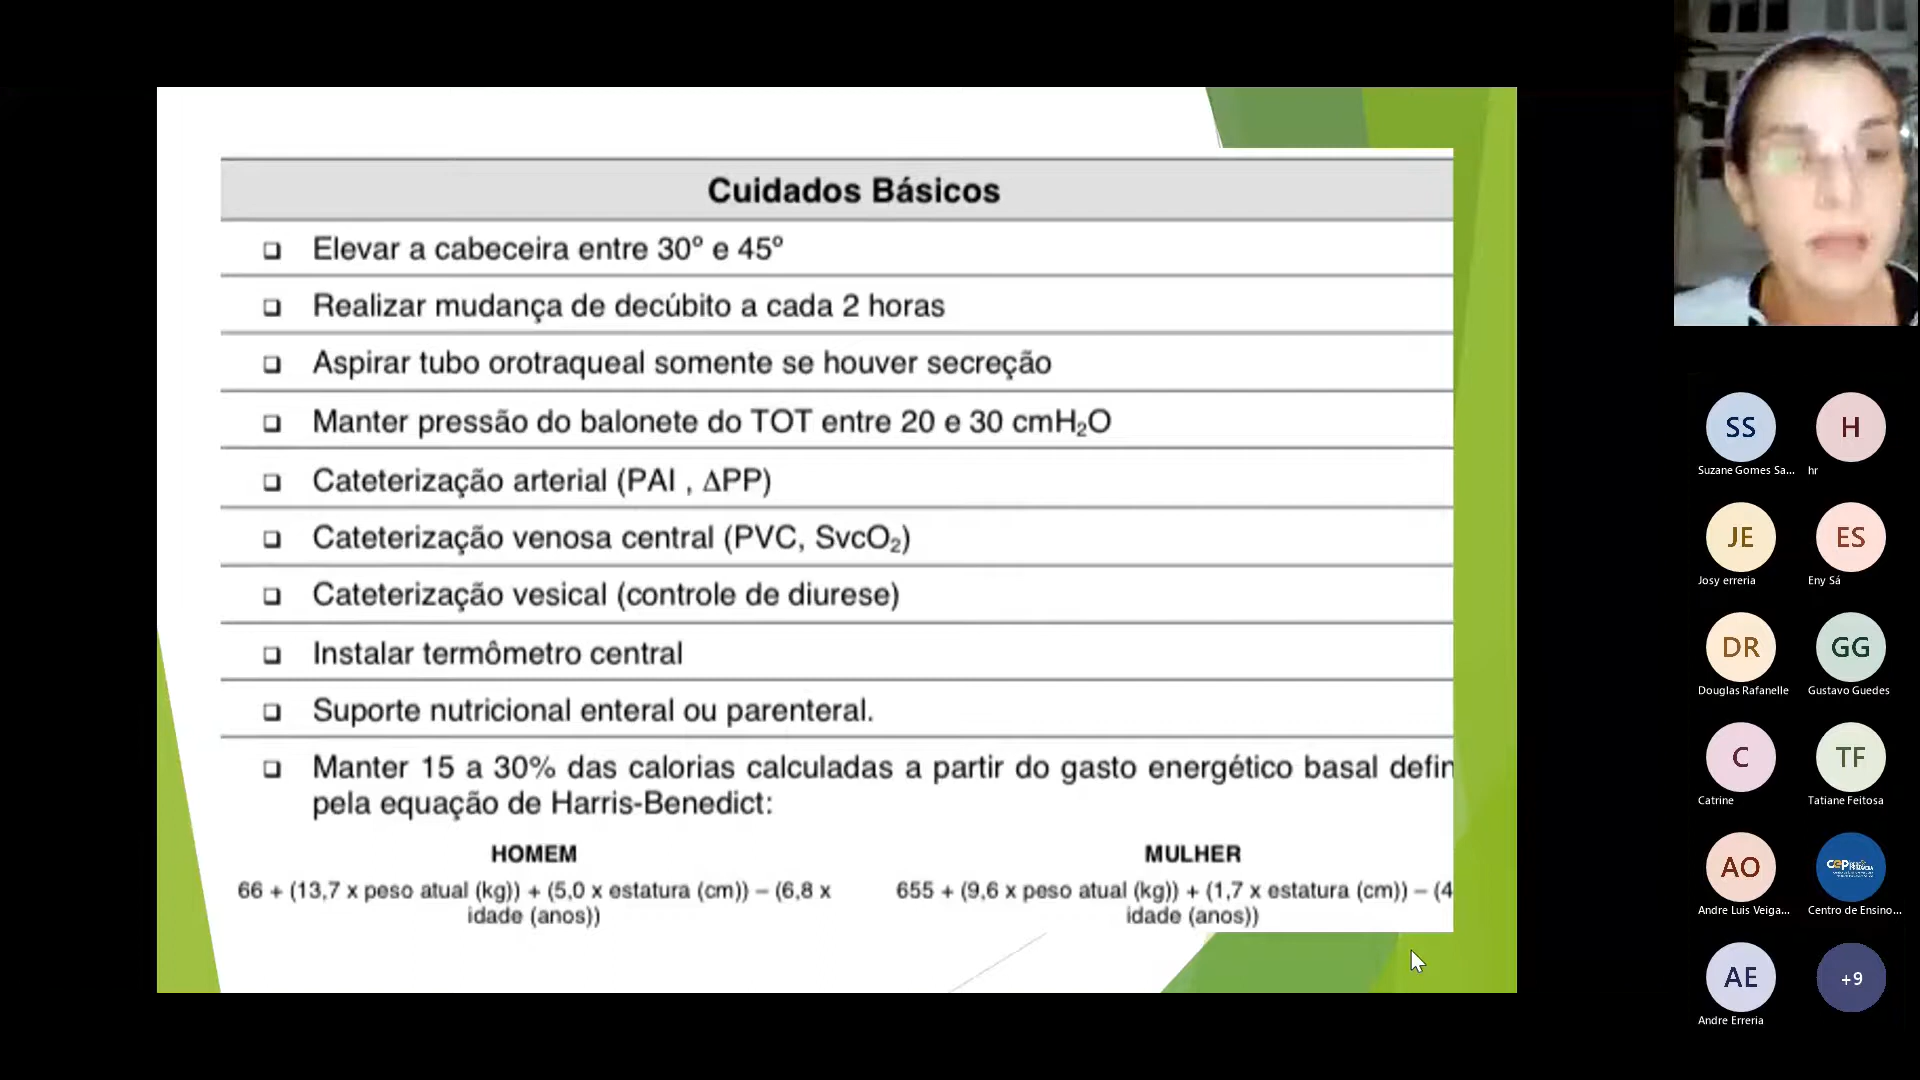 Cuidados Básicos
❑ Elevar a cabeceira entre 30º e 45º
❑ Realizar mudança de decúbito a cada 2 horas
❑ Aspirar tubo orotraqueal somente se houver secreção
❑ Manter pressão do balonete do TOT entre 20 e 30 cmH₂O
❑ Cateterização arterial (PAI , ΔPP)
❑ Cateterização venosa central (PVC, SvcO₂)
❑ Cateterização vesical (controle de diurese)
❑ Instalar termômetro central
❑ Suporte nutricional enteral ou parenteral.
❑ Manter 15 a 30% das calorias calculadas a partir do gasto energético basal defin
pela equação de Harris-Benedict:
HOMEM
66 + (13,7 x peso atual (kg)) + (5,0 x estatura (cm)) – (6,8 x
idade (anos))
MULHER
655 + (9,6 x peso atual (kg)) + (1,7 x estatura (cm)) – (4
idade (anos))
SS
Suzane Gomes Sa...
H
hr
JE
Josy erreria
ES
Eny Sá
DR
Douglas Rafanelle
GG
Gustavo Guedes
C
Catrine
TF
Tatiane Feitosa
AO
Andre Luis Veiga...
Centro de Ensino...
AE
Andre Erreria
+9